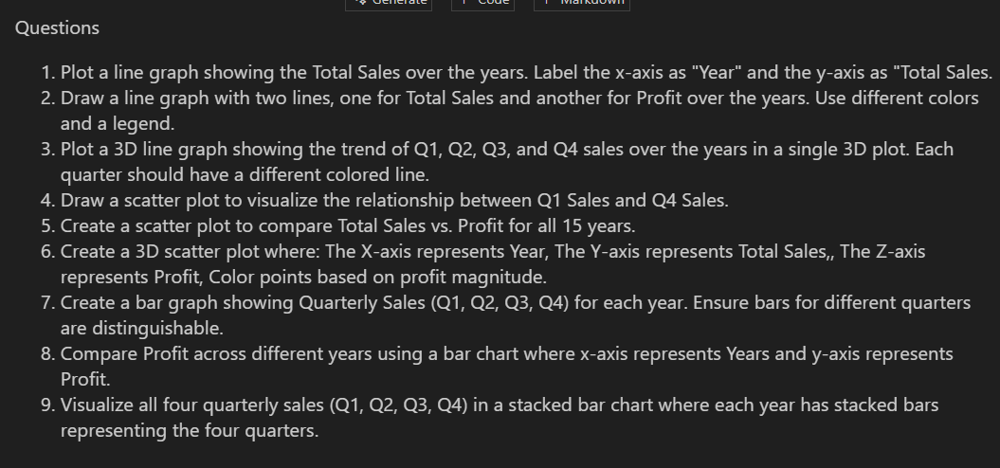 Generate + Code + Markdown
Questions
1. Plot a line graph showing the Total Sales over the years. Label the x-axis as "Year" and the y-axis as "Total Sales.
2. Draw a line graph with two lines, one for Total Sales and another for Profit over the years. Use different colors
and a legend.
3. Plot a 3D line graph showing the trend of Q1, Q2, Q3, and Q4 sales over the years in a single 3D plot. Each
quarter should have a different colored line.
4. Draw a scatter plot to visualize the relationship between Q1 Sales and Q4 Sales.
5. Create a scatter plot to compare Total Sales vs. Profit for all 15 years.
6. Create a 3D scatter plot where: The X-axis represents Year, The Y-axis represents Total Sales,, The Z-axis
represents Profit, Color points based on profit magnitude.
7. Create a bar graph showing Quarterly Sales (Q1, Q2, Q3, Q4) for each year. Ensure bars for different quarters
are distinguishable.
8. Compare Profit across different years using a bar chart where x-axis represents Years and y-axis represents
Profit.
9. Visualize all four quarterly sales (Q1, Q2, Q3, Q4) in a stacked bar chart where each year has stacked bars
representing the four quarters.